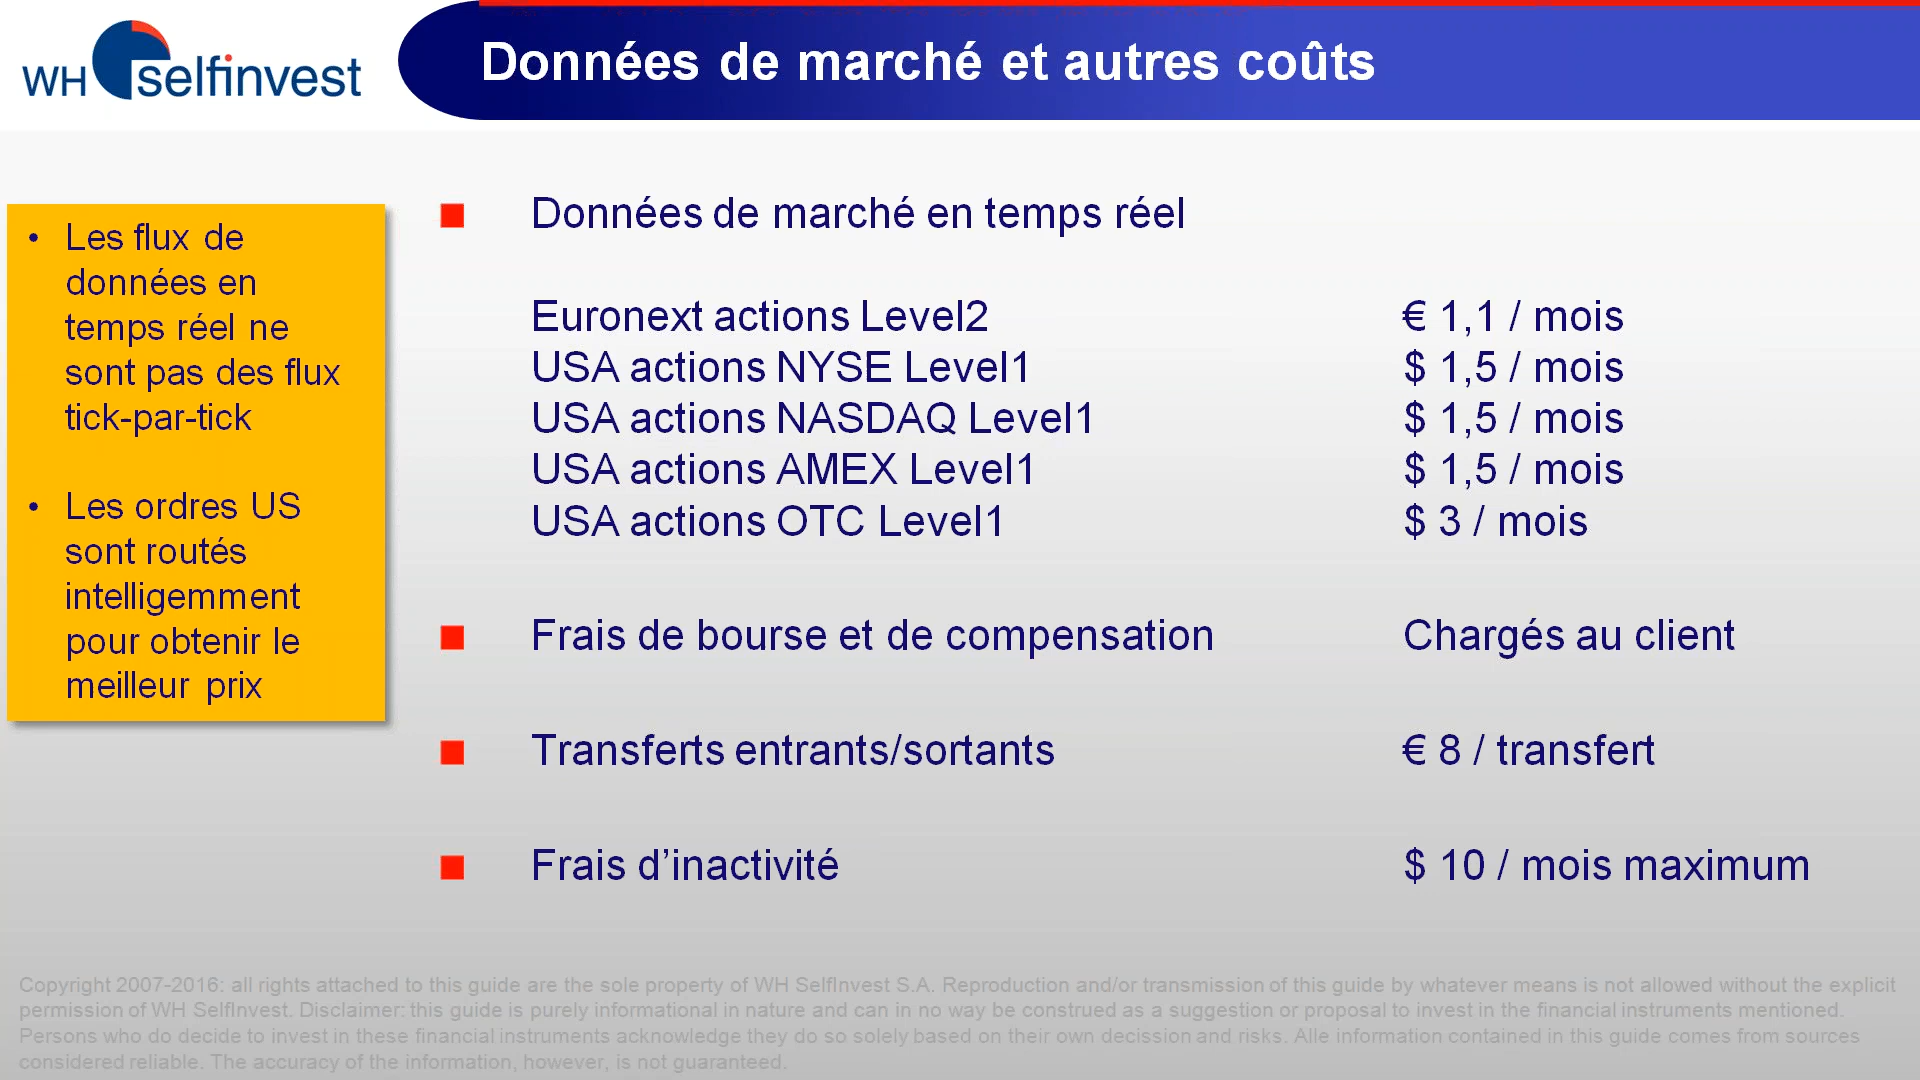 WH selfinvest
Données de marché et autres coûts
• Les flux de
données en
temps réel ne
sont pas des flux
tick-par-tick
• Les ordres US
sont routés
intelligemment
pour obtenir le
meilleur prix
Données de marché en temps réel
Euronext actions Level2 € 1,1 / mois
USA actions NYSE Level1 $ 1,5 / mois
USA actions NASDAQ Level1 $ 1,5 / mois
USA actions AMEX Level1 $ 1,5 / mois
USA actions OTC Level1 $ 3 / mois
Frais de bourse et de compensation Chargés au client
Transferts entrants/sortants € 8 / transfert
Frais d’inactivité $ 10 / mois maximum
Copyright 2007-2016: all rights attached to this guide are the sole property of WH SelfInvest S.A. Reproduction and/or transmission of this guide by whatever means is not allowed without the explicit
permission of WH SelfInvest. Disclaimer: this guide is purely informational in nature and can in no way be construed as a suggestion or proposal to invest in the financial instruments mentioned.
Persons who do decide to invest in these financial instruments acknowledge they do so solely based on their own decission and risks. Alle information contained in this guide comes from sources
considered reliable. The accuracy of the information, however, is not guaranteed.